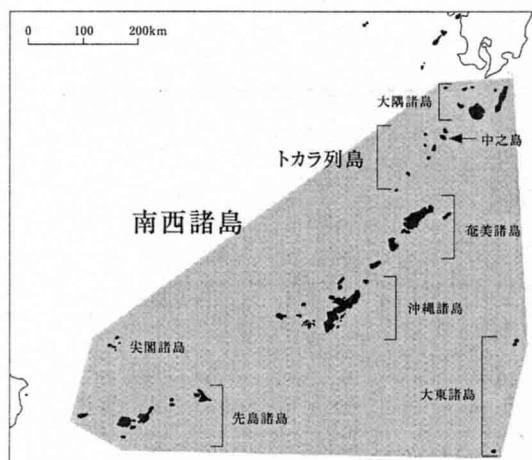 0 100 200km
大隅諸島
中之島
トカラ列島
南西諸島
奄美諸島
沖縄諸島
尖閣諸島
大東諸島
先島諸島